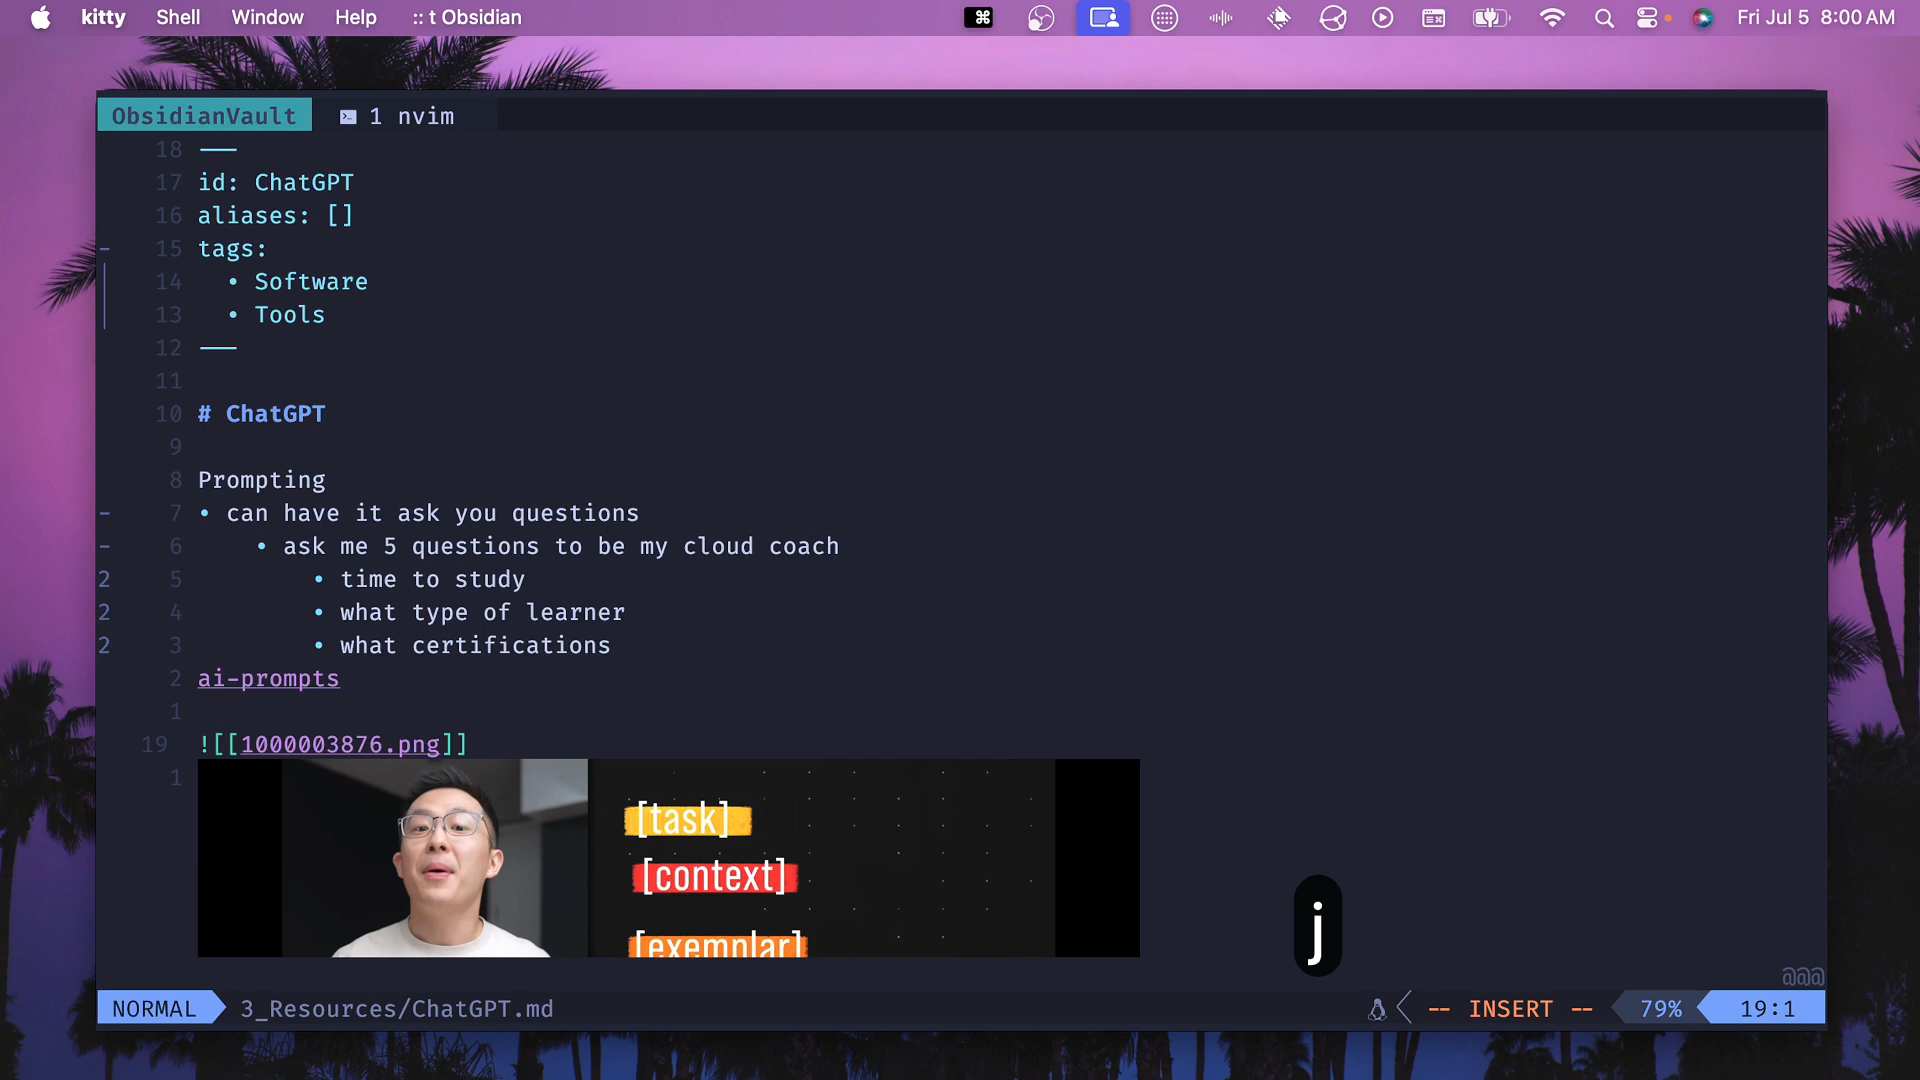 kitty Shell Window Help :: t Obsidian Fri Jul 5 8:00 AM
ObsidianVault 1 nvim
18 ---
17 id: ChatGPT
16 aliases: []
- 15 tags:
14 • Software
13 • Tools
12 ---
11
10 # ChatGPT
9
8 Prompting
- 7 • can have it ask you questions
- 6 • ask me 5 questions to be my cloud coach
2 5 • time to study
2 4 • what type of learner
2 3 • what certifications
2 ai-prompts
1
19 ![[1000003876.png]]
1
[task]
[context]
[exemplar]
j
@@@
NORMAL 3_Resources/ChatGPT.md -- INSERT -- 79% 19:1